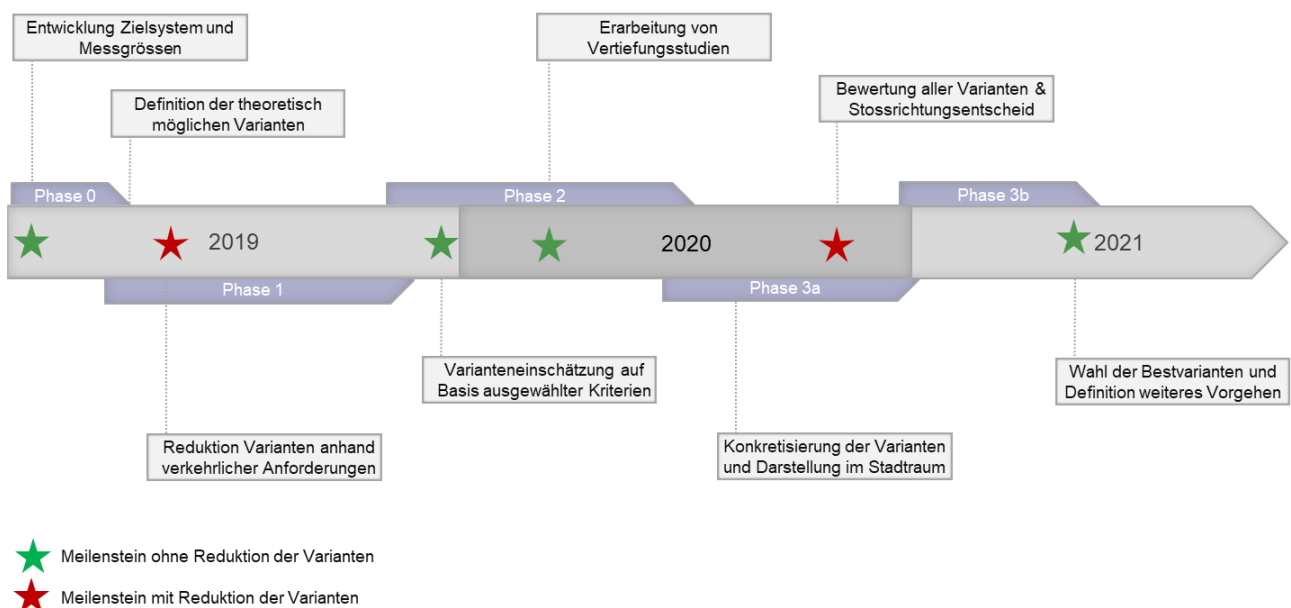 Entwicklung Zielsystem und
Messgrössen
Erarbeitung von
Vertiefungsstudien
Definition der theoretisch
möglichen Varianten
Bewertung aller Varianten &
Stossrichtungsentscheid
Phase 0
Phase 2
Phase 3b
2019
2020
2021
Phase 1
Phase 3a
Varianteneinschätzung auf
Basis ausgewählter Kriterien
Wahl der Bestvarianten und
Definition weiteres Vorgehen
Reduktion Varianten anhand
verkehrlicher Anforderungen
Konkretisierung der Varianten
und Darstellung im Stadtraum
Meilenstein ohne Reduktion der Varianten
Meilenstein mit Reduktion der Varianten